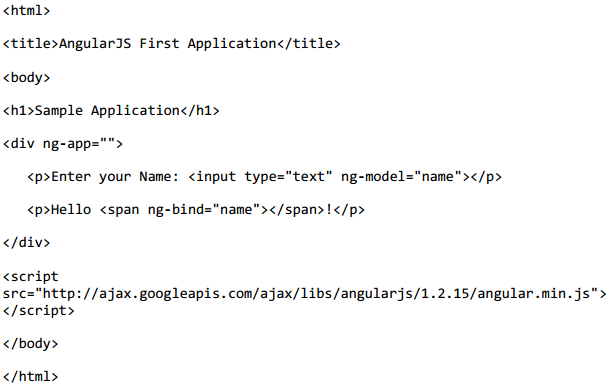 <html>
<title>AngularJS First Application</title>
<body>
<h1>Sample Application</h1>
<div ng-app="">
<p>Enter your Name: <input type="text" ng-model="name"></p>
<p>Hello <span ng-bind="name"></span>!</p>
</div>
<script
src="http://ajax.googleapis.com/ajax/libs/angularjs/1.2.15/angular.min.js">
</script>
</body>
</html>